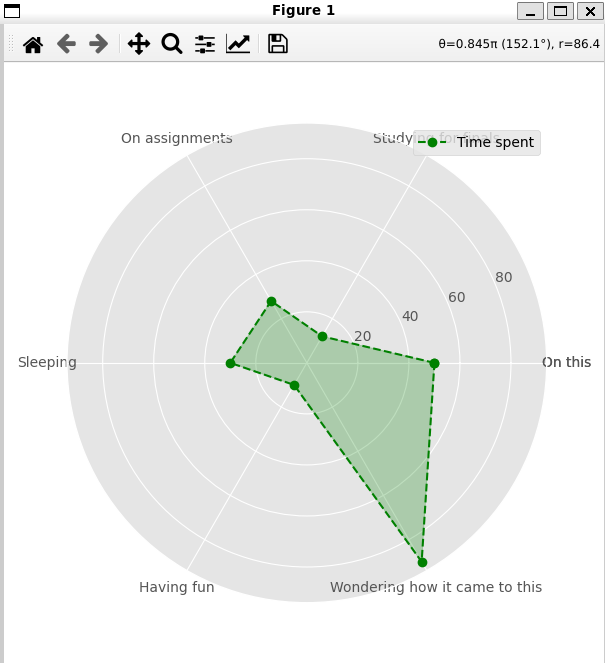 Figure 1
θ=0.845π (152.1°), r=86.4
On assignments
Studying for finals
Time spent
80
60
40
20
Sleeping
On this
Having fun
Wondering how it came to this